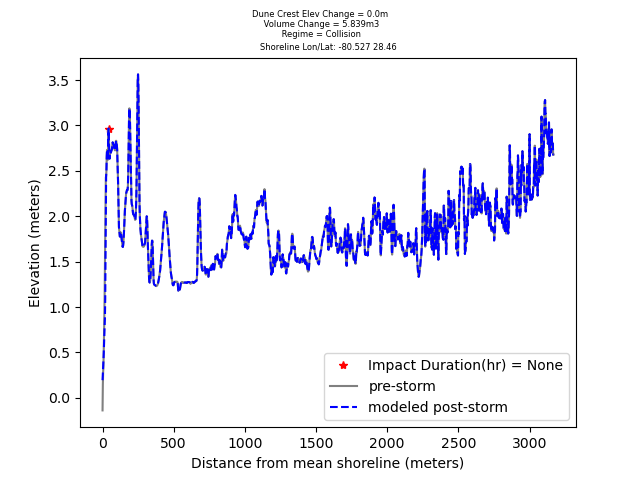 Dune Crest Elev Change = 0.0m
Volume Change = 5.839m3
Regime = Collision
Shoreline Lon/Lat: -80.527 28.46
3.5
3.0
2.5
2.0
1.5
1.0
0.5
0.0
Elevation (meters)
Impact Duration(hr) = None
pre-storm
modeled post-storm
0 500 1000 1500 2000 2500 3000
Distance from mean shoreline (meters)